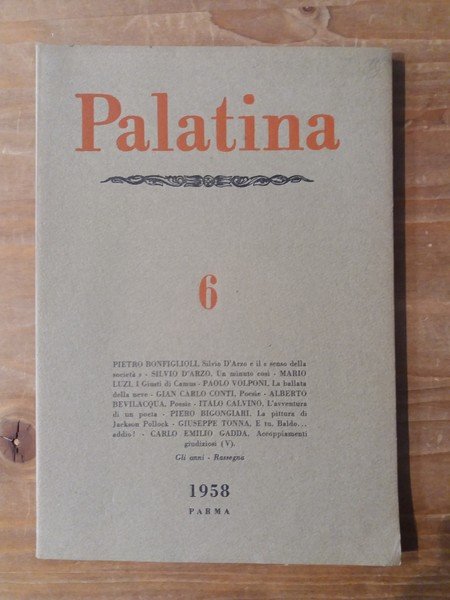 Palatina
6
PIETRO BONFIGLIOLI, Silvio D'Arzo e il « senso della
società » - SILVIO D'ARZO, Un minuto così - MARIO
LUZI, I Giusti di Camus - PAOLO VOLPONI, La ballata
della neve - GIAN CARLO CONTI, Poesie - ALBERTO
BEVILACQUA, Poesie - ITALO CALVINO, L'avventura
di un poeta - PIERO BIGONGIARI, La pittura di
Jackson Pollock - GIUSEPPE TONNA, E tu, Baldo...
addio! - CARLO EMILIO GADDA, Accoppiamenti
giudiziosi (V).
Gli anni - Rassegna
1958
PARMA